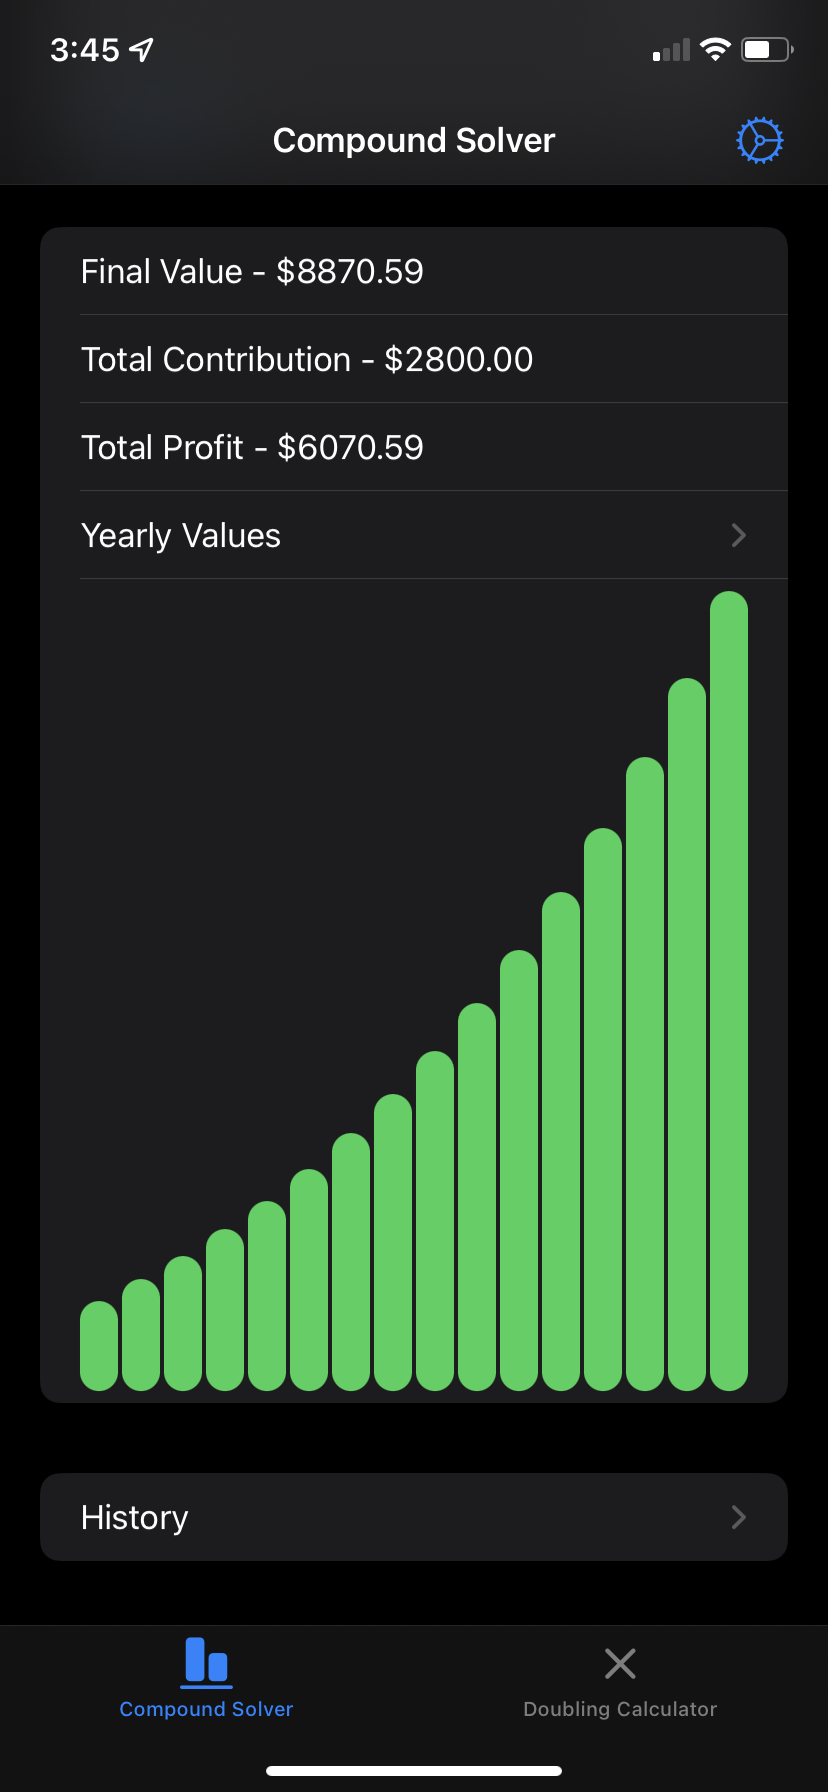 3:45
Compound Solver
Final Value - $8870.59
Total Contribution - $2800.00
Total Profit - $6070.59
Yearly Values
History
Compound Solver
Doubling Calculator